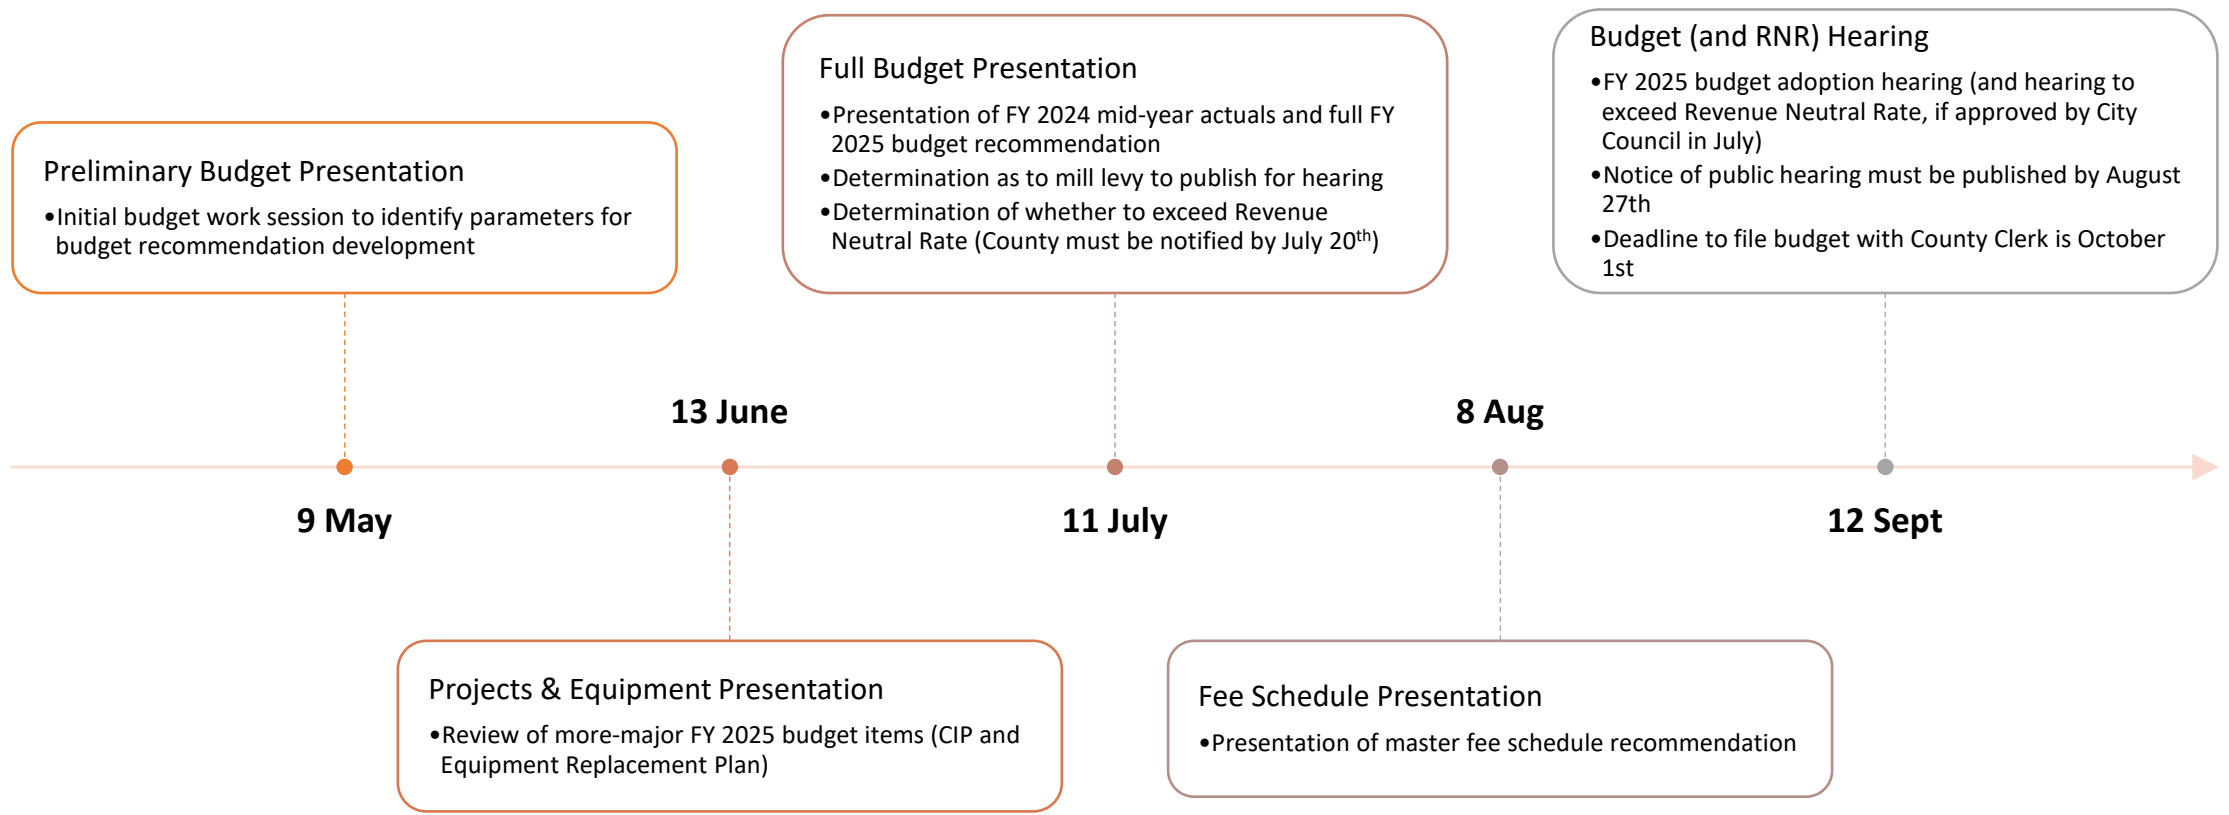 Preliminary Budget Presentation
•Initial budget work session to identify parameters for
budget recommendation development
9 May
13 June
Projects & Equipment Presentation
•Review of more-major FY 2025 budget items (CIP and
Equipment Replacement Plan)
Full Budget Presentation
•Presentation of FY 2024 mid-year actuals and full FY
2025 budget recommendation
•Determination as to mill levy to publish for hearing
•Determination of whether to exceed Revenue
Neutral Rate (County must be notified by July 20th)
11 July
8 Aug
Fee Schedule Presentation
•Presentation of master fee schedule recommendation
Budget (and RNR) Hearing
•FY 2025 budget adoption hearing (and hearing to
exceed Revenue Neutral Rate, if approved by City
Council in July)
•Notice of public hearing must be published by August
27th
•Deadline to file budget with County Clerk is October
1st
12 Sept